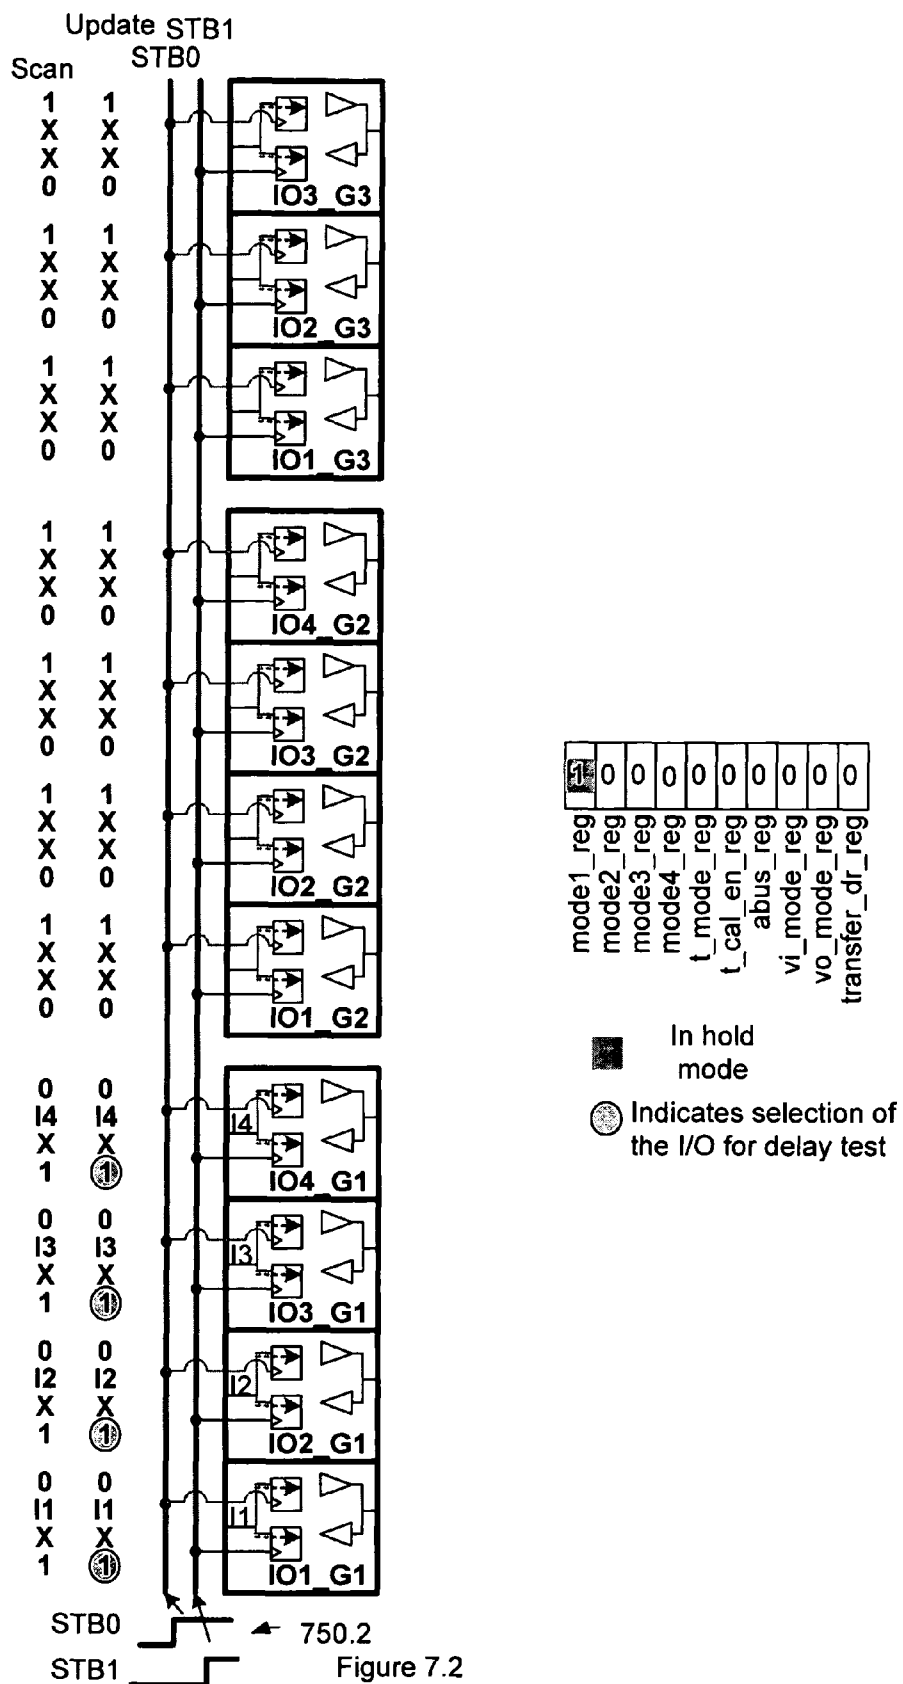 Update STB1
STB0
Scan
1 1
X X
X X
0 0
IO3_G3
1 1
X X
X X
0 0
IO2_G3
1 1
X X
X X
0 0
IO1_G3
1 1
X X
X X
0 0
IO4_G2
1 1
X X
X X
0 0
IO3_G2
1 1
X X
X X
0 0
IO2_G2
1 1
X X
X X
0 0
IO1_G2
0 0
I4 I4 I4
X X
1 1
IO4_G1
0 0
I3 I3 I3
X X
1 1
IO3_G1
0 0
I2 I2 I2
X X
1 1
IO2_G1
0 0
I1 I1 I1
X X
1 1
IO1_G1
STB0
750.2
STB1
Figure 7.2
1 0 0 0 0 0 0 0 0 0
mode1_reg
mode2_reg
mode3_reg
mode4_reg
t_mode_reg
t_cal_en_reg
abus_reg
vi_mode_reg
vo_mode_reg
transfer_dr_reg
In hold
mode
Indicates selection of
the I/O for delay test